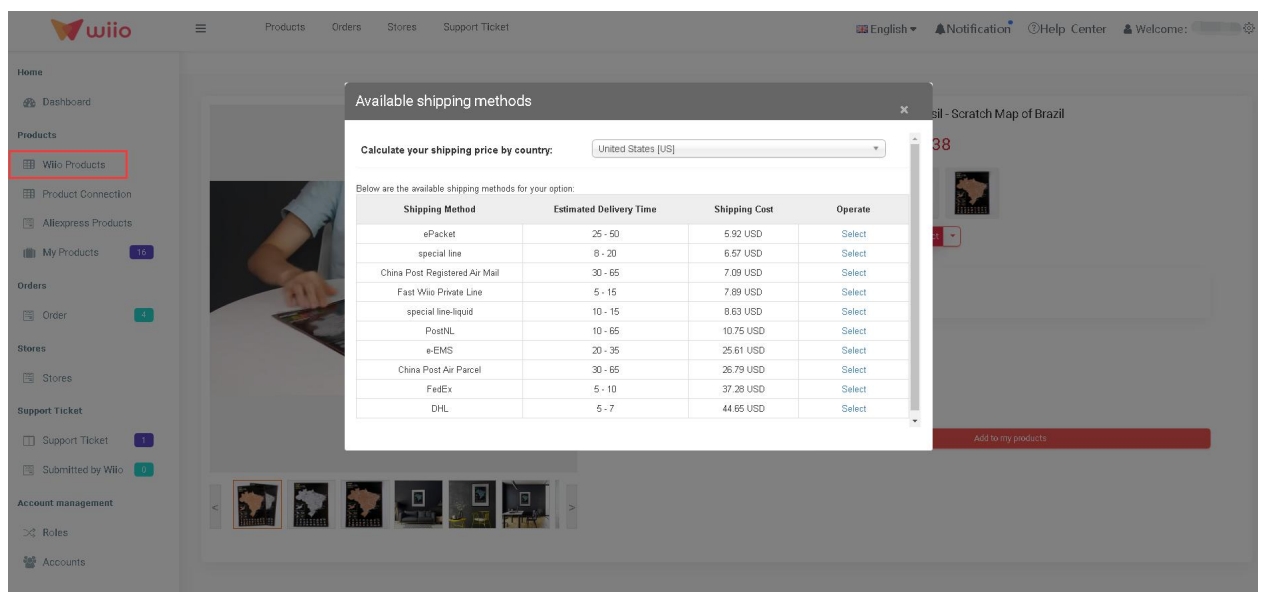 wiio
Products Orders Stores Support Ticket
English Notification Help Center Welcome:
Home
Dashboard
Products
Wiio Products
Product Connection
Aliexpress Products
My Products 16
Orders
Order 4
Stores
Stores
Support Ticket
Support Ticket 1
Submitted by Wiio 0
Account management
Roles
Accounts
Available shipping methods ×
Calculate your shipping price by country: United States [US]
Below are the available shipping methods for your option:
Shipping Method Estimated Delivery Time Shipping Cost Operate
ePacket 25 - 50 5.92 USD Select
special line 8 - 20 6.57 USD Select
China Post Registered Air Mail 30 - 65 7.09 USD Select
Fast Wiio Private Line 5 - 15 7.89 USD Select
special line-liquid 10 - 15 8.63 USD Select
PostNL 10 - 65 10.75 USD Select
e-EMS 20 - 35 25.61 USD Select
China Post Air Parcel 30 - 65 26.79 USD Select
FedEx 5 - 10 37.28 USD Select
DHL 5 - 7 44.65 USD Select
sil - Scratch Map of Brazil
38
Add to my products
< >